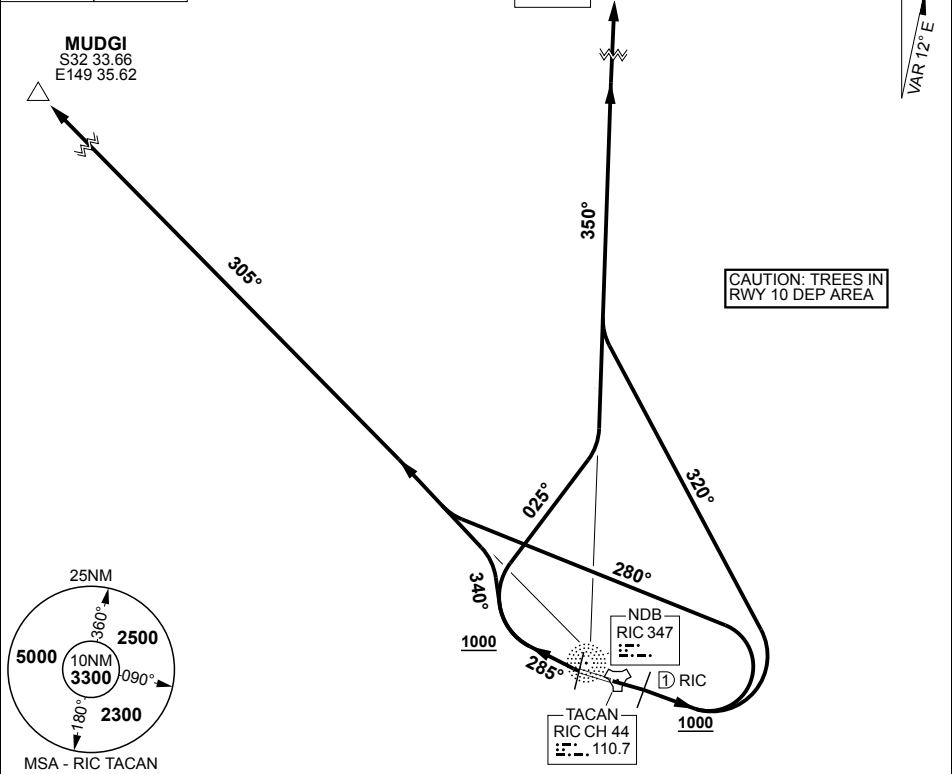 MUDGI
S32 33.66
E149 35.62
VAR 12° E
350°
305°
CAUTION: TREES IN
RWY 10 DEP AREA
320°
025°
280°
340°
NDB
RIC 347
1000
285°
1 RIC
TACAN
RIC CH 44
110.7
1000
25NM
360°
2500
5000
10NM
3300
090°
180°
2300
MSA - RIC TACAN